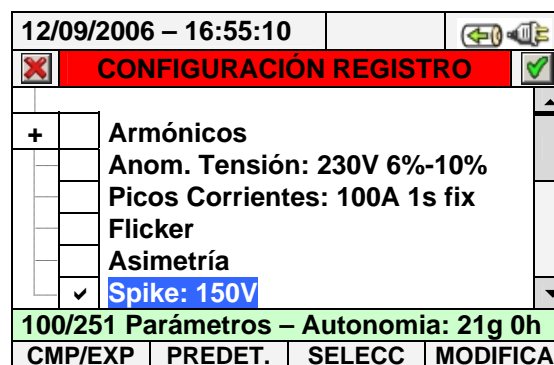 12/09/2006 – 16:55:10
CONFIGURACIÓN REGISTRO
+ Armónicos
Anom. Tensión: 230V 6%-10%
Picos Corrientes: 100A 1s fix
Flicker
Asimetría
Spike: 150V
100/251 Parámetros – Autonomia: 21g 0h
CMP/EXP PREDET. SELECC MODIFICA